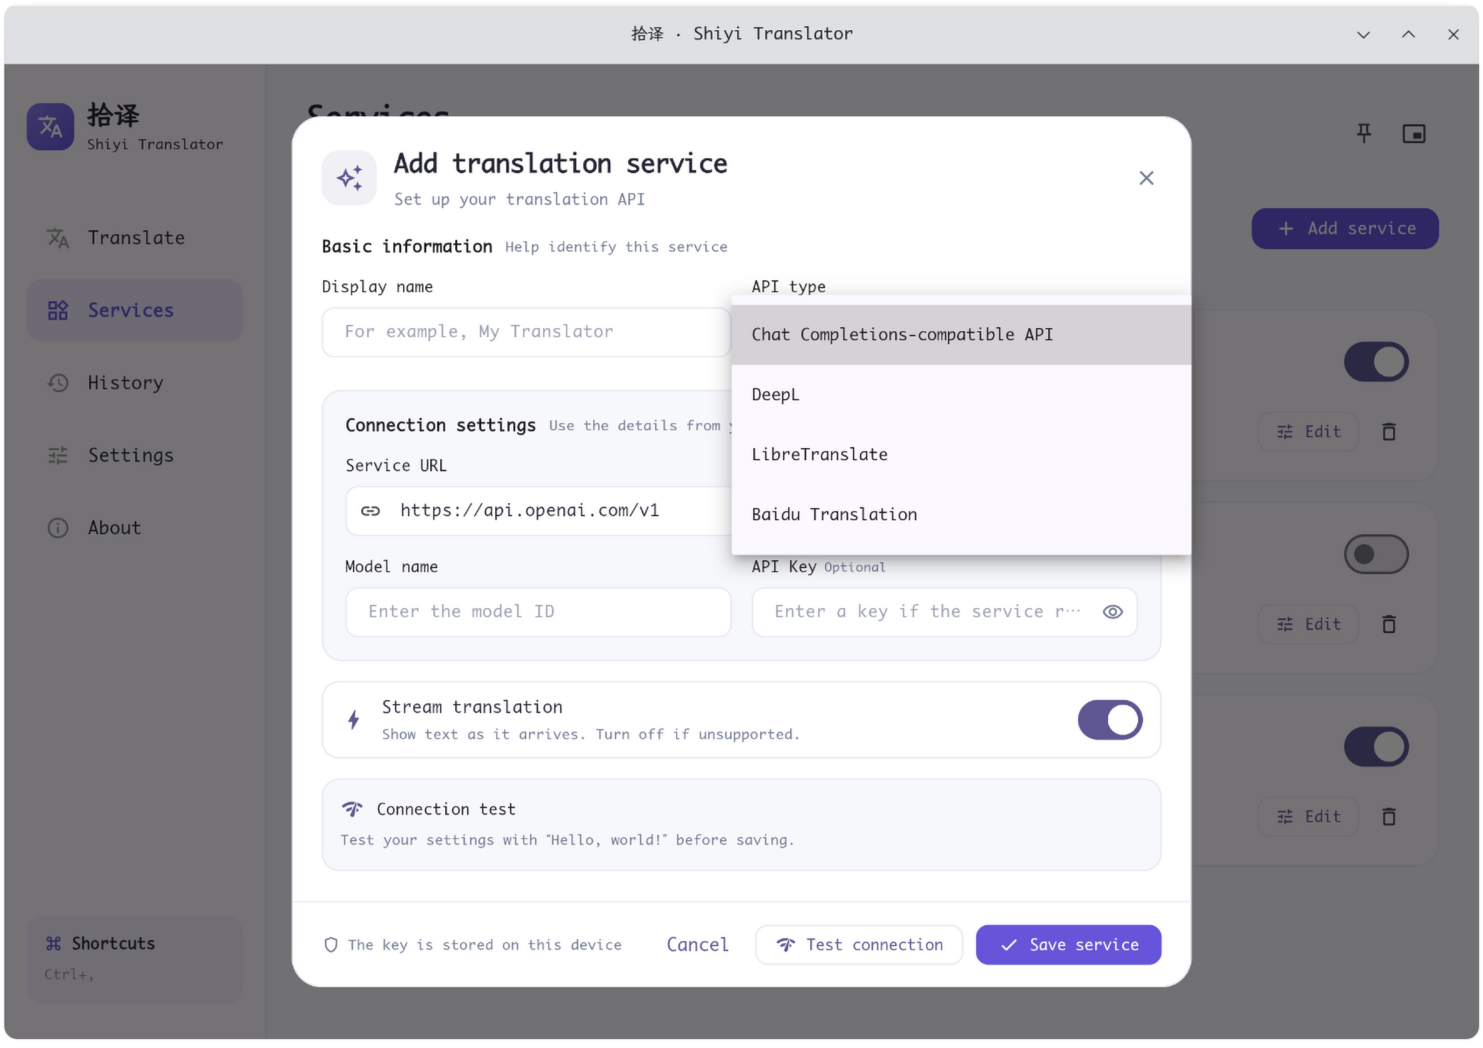 拾译 · Shiyi Translator
拾译
Shiyi Translator
Translate
Services
History
Settings
About
Shortcuts
Ctrl+,
Services
Add service
Edit
Edit
Edit
Add translation service
Set up your translation API
Basic information Help identify this service
Display name
For example, My Translator
API type
Chat Completions-compatible API
DeepL
LibreTranslate
Baidu Translation
Connection settings Use the details from
Service URL
https://api.openai.com/v1
Model name
Enter the model ID
API Key Optional
Enter a key if the service r···
Stream translation
Show text as it arrives. Turn off if unsupported.
Connection test
Test your settings with "Hello, world!" before saving.
The key is stored on this device
Cancel
Test connection
Save service